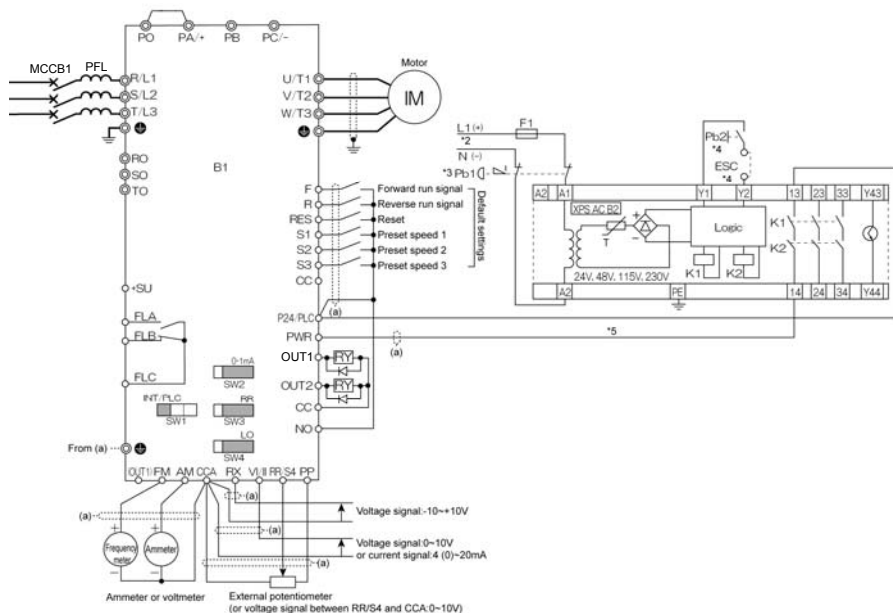 PO PA/+ PB PC/-
MCCB1 PFL
R/L1
S/L2
T/L3
U/T1
V/T2
W/T3
Motor
IM
B1
RO
SO
TO
F Forward run signal
R Reverse run signal
RES Reset
S1 Preset speed 1
S2 Preset speed 2
S3 Preset speed 3
Default settings
CC
+SU
(a)
P24/PLC
PWR
(a)
*5
FLA
FLB
FLC
OUT1 RY
OUT2 RY
CC
NO
0-1mA
SW2
INT/PLC
SW1
RR
SW3
LO
SW4
From (a)
OUT1/FM AM CCA RX VI/II RR/S4 PP
(a)
(a)
(a)
(a)
Voltage signal:-10~+10V
Voltage signal:0~10V
or current signal:4 (0)~20mA
+ +
Frequency meter
Ammeter
- -
Ammeter or voltmeter
External potentiometer
(or voltage signal between RR/S4 and CCA:0~10V)
L1 (+) F1
*2
N (-)
*3 Pb1
Pb2
*4
ESC
*4
A2 A1 Y1 Y2 13 23 33 Y43
XPS AC B2
+
-
T
Logic
K1
K2
K1 K2
24V, 48V, 115V, 230V
A2 PE 14 24 34 Y44